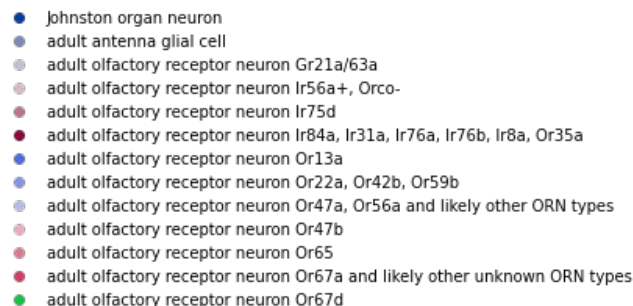 Johnston organ neuron
adult antenna glial cell
adult olfactory receptor neuron Gr21a/63a
adult olfactory receptor neuron Ir56a+, Orco-
adult olfactory receptor neuron Ir75d
adult olfactory receptor neuron Ir84a, Ir31a, Ir76a, Ir76b, Ir8a, Or35a
adult olfactory receptor neuron Or13a
adult olfactory receptor neuron Or22a, Or42b, Or59b
adult olfactory receptor neuron Or47a, Or56a and likely other ORN types
adult olfactory receptor neuron Or47b
adult olfactory receptor neuron Or65
adult olfactory receptor neuron Or67a and likely other unknown ORN types
adult olfactory receptor neuron Or67d